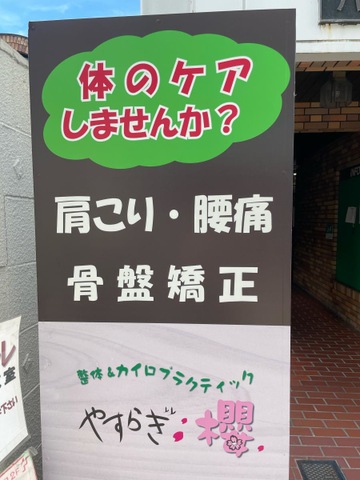 体のケア
しませんか?
肩こり・腰痛
骨盤矯正
整体&カイロプラクティック
やすらぎ 櫻